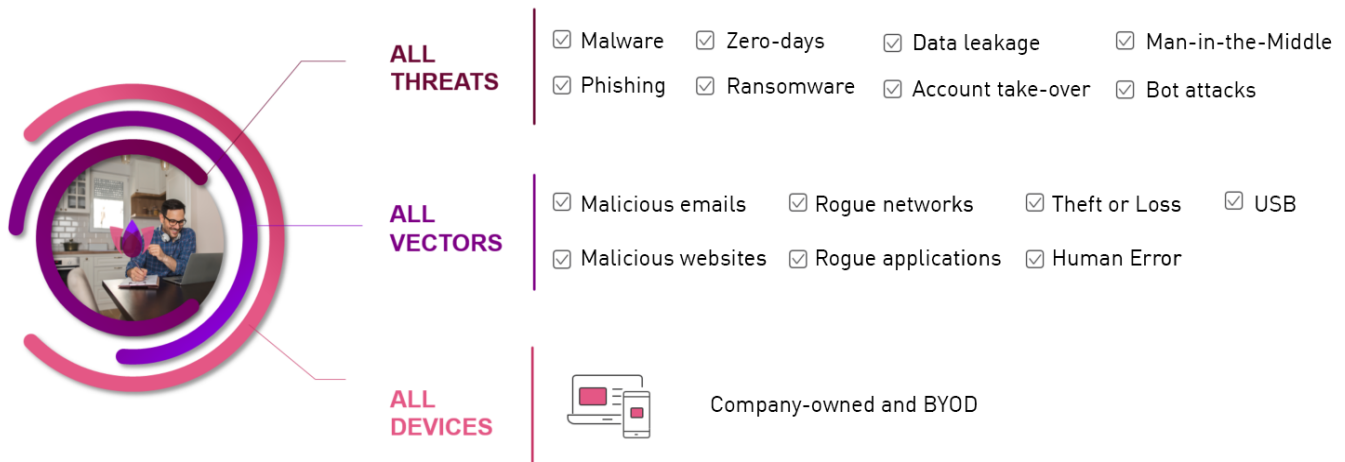 ALL
THREATS
Malware Zero-days Data leakage Man-in-the-Middle
Phishing Ransomware Account take-over Bot attacks
ALL
VECTORS
Malicious emails Rogue networks Theft or Loss USB
Malicious websites Rogue applications Human Error
ALL
DEVICES
Company-owned and BYOD